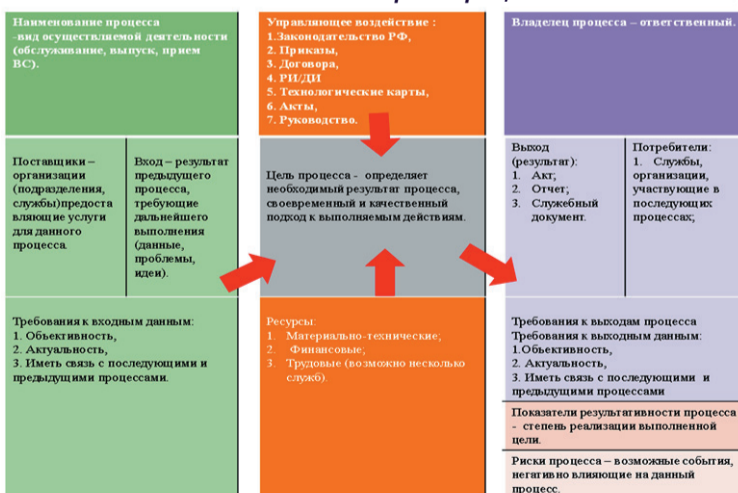 Наименование процесса
-вид осуществляемой деятельности
(обслуживание, выпуск, прием
ВС).
Управляющее воздействие :
1.Законодательство РФ,
2. Приказы,
3. Договора,
4. РИ/ДИ
5. Технологические карты,
6. Акты,
7. Руководство.
Владелец процесса – ответственный.
Поставщики –
организации
(подразделения,
службы)предоста
вляющие услуги
для данного
процесса.
Вход – результат
предыдущего
процесса,
требующие
дальнейшего
выполнения
(данные,
проблемы,
идеи).
Цель процесса - определяет
необходимый результат процесса,
своевременный и качественный
подход к выполняемым действиям.
Выход
(результат):
1. Акт;
2. Отчет;
3. Служебный
документ.
Потребители:
1. Службы,
организации,
участвующие в
последующих
процессах;
Требования к входным данным:
1. Объективность,
2. Актуальность,
3. Иметь связь с последующими и
предыдущими процессами.
Ресурсы:
1. Материально-технические;
2. Финансовые;
3. Трудовые (возможно несколько
служб).
Требования к выходам процесса
Требования к выходным данным:
1.Объективность,
2. Актуальность,
3. Иметь связь с последующими и
предыдущими процессами
Показатели результативности процесса
- степень реализации выполненной
цели.
Риски процесса – возможные события,
негативно влияющие на данный
процесс.